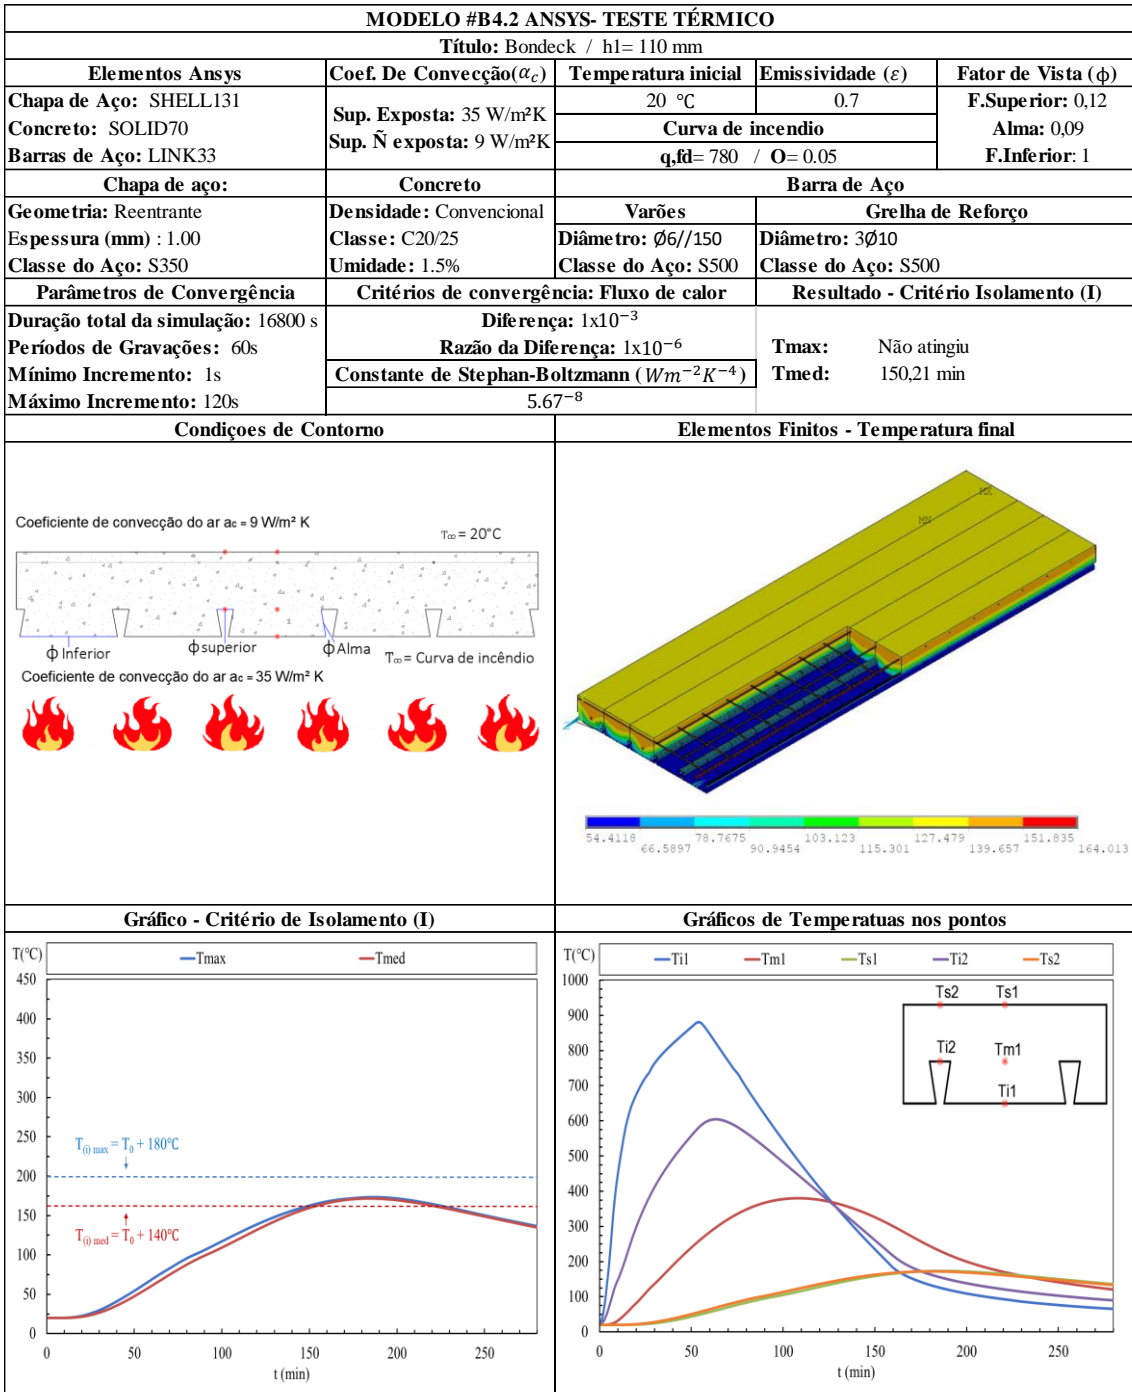 MODELO #B4.2 ANSYS- TESTE TÉRMICO
Título: Bondeck / h1= 110 mm
Elementos Ansys
Coef. De Convecção(α_c)
Temperatura inicial
Emissividade (ε)
Fator de Vista (ϕ)
Chapa de Aço: SHELL131
Concreto: SOLID70
Barras de Aço: LINK33
Sup. Exposta: 35 W/m²K
Sup. Ñ exposta: 9 W/m²K
20 °C
0.7
Curva de incendio
q,fd= 780 / O= 0.05
F.Superior: 0,12
Alma: 0,09
F.Inferior: 1
Chapa de aço:
Concreto
Barra de Aço
Geometria: Reentrante
Espessura (mm) : 1.00
Classe do Aço: S350
Densidade: Convencional
Classe: C20/25
Umidade: 1.5%
Varões
Diâmetro: Ø6//150
Classe do Aço: S500
Grelha de Reforço
Diâmetro: 3Ø10
Classe do Aço: S500
Parâmetros de Convergência
Critérios de convergência: Fluxo de calor
Resultado - Critério Isolamento (I)
Duração total da simulação: 16800 s
Períodos de Gravações: 60s
Mínimo Incremento: 1s
Máximo Incremento: 120s
Diferença: 1x10⁻³
Razão da Diferença: 1x10⁻⁶
Constante de Stephan-Boltzmann (Wm⁻²K⁻⁴)
5.67⁻⁸
Tmax: Não atingiu
Tmed: 150,21 min
Condiçoes de Contorno
Elementos Finitos - Temperatura final
Coeficiente de convecção do ar ac = 9 W/m² K
T∞ = 20°C
ϕ Inferior
ϕ superior
ϕ Alma
T∞ = Curva de incêndio
Coeficiente de convecção do ar ac = 35 W/m² K
MX
MN
Z
54.4118
66.5897
78.7675
90.9454
103.123
115.301
127.479
139.657
151.835
164.013
Gráfico - Critério de Isolamento (I)
Gráficos de Temperatuas nos pontos
T(°C)
Tmax
Tmed
450
400
350
300
250
200
150
100
50
0
T(i) max = T₀ + 180°C
T(i) med = T₀ + 140°C
0 50 100 150 200 250
t (min)
T(°C)
Ti1
Tm1
Ts1
Ti2
Ts2
1000
900
800
700
600
500
400
300
200
100
0
Ts2
Ts1
Ti2
Tm1
Ti1
0 50 100 150 200 250
t (min)